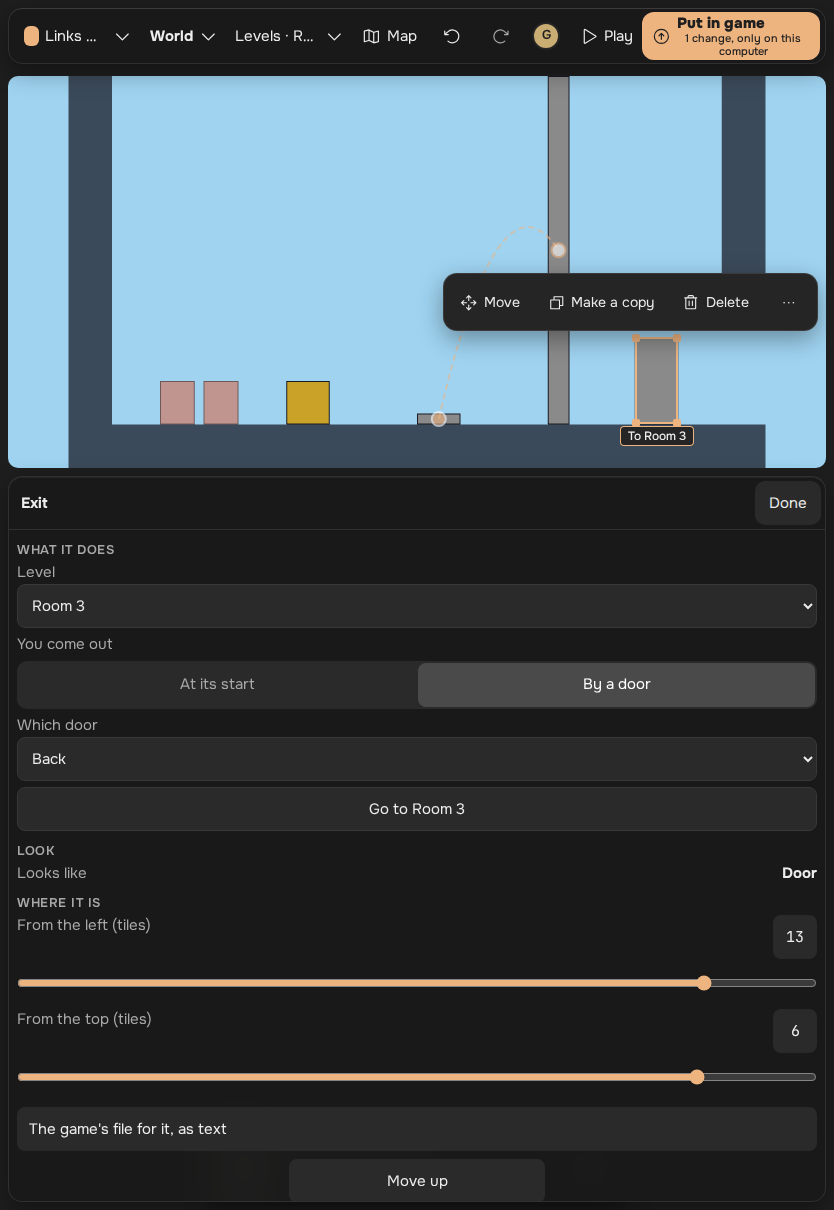 Links ...
World
Levels · R...
Map
G
Play
Put in game
1 change, only on this
computer
Move
Make a copy
Delete
...
To Room 3
Exit
Done
WHAT IT DOES
Level
Room 3
You come out
At its start
By a door
Which door
Back
Go to Room 3
LOOK
Looks like
Door
WHERE IT IS
From the left (tiles)
13
From the top (tiles)
6
The game's file for it, as text
Move up